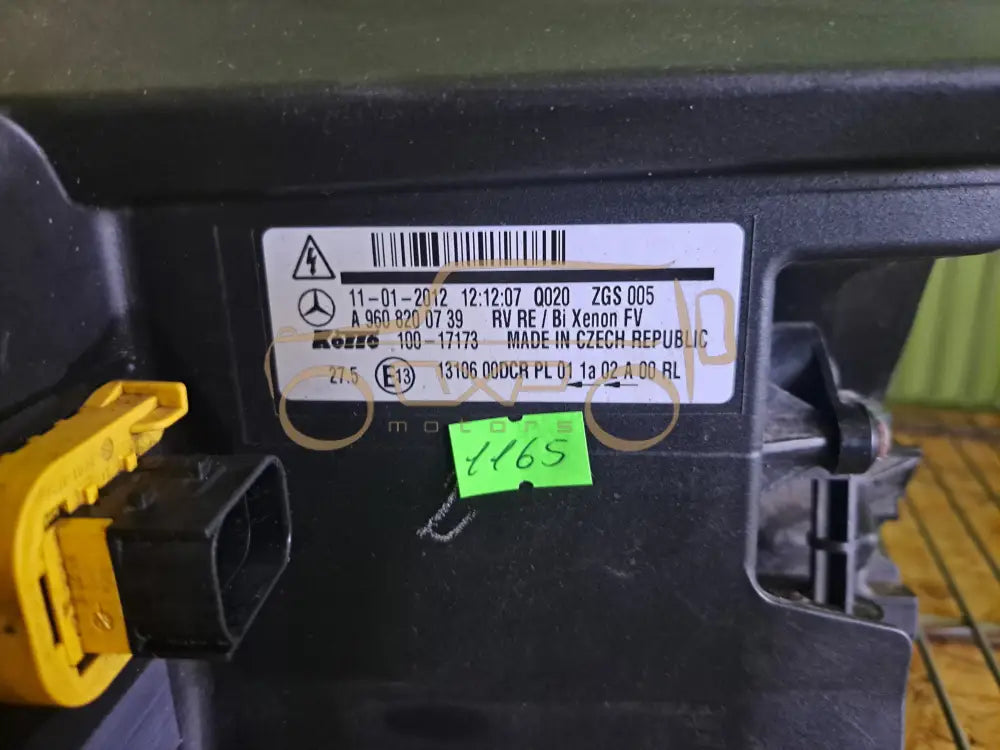 11-01-2012 12:12:07 Q020 ZGS 005
A 960 820 07 39 RV RE / Bi Xenon FV
100-17173 MADE IN CZECH REPUBLIC
27.5 E13 13106 00DCR PL 01 1a 02 A 00 RL
motors
1165